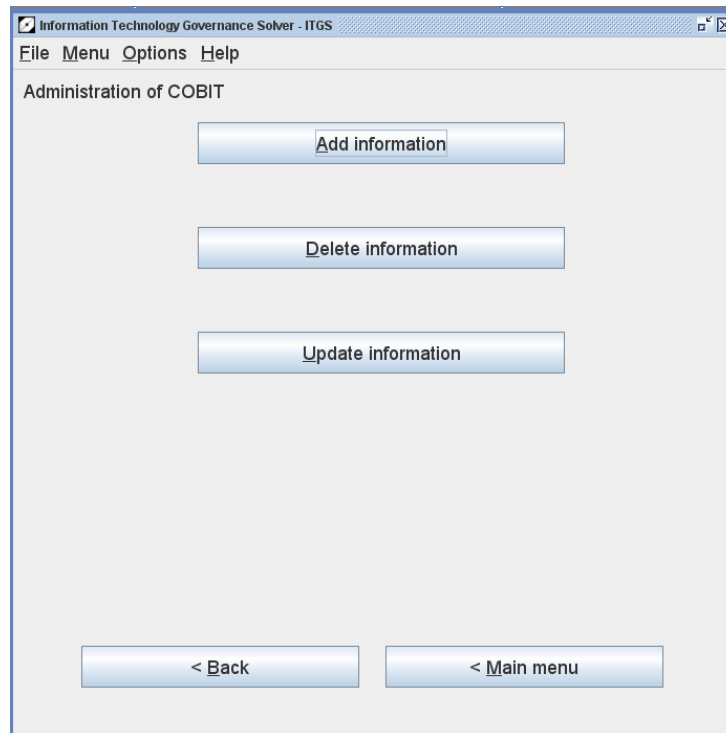 Information Technology Governance Solver - ITGS
File Menu Options Help
Administration of COBIT
Add information
Delete information
Update information
< Back < Main menu